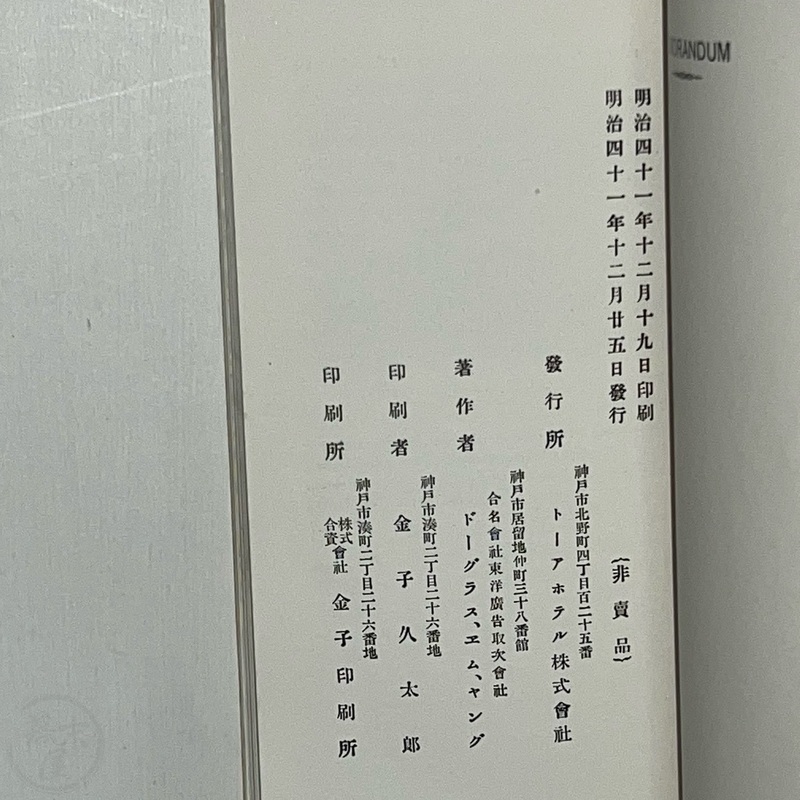 明治四十一年十二月十九日印刷
明治四十一年十二月廿五日發行
(非賣品)
神戸市北野町四丁目百二十五番
發行所 トーアホテル株式會社
神戸市居留地仲町三十八番館
合名會社東洋廣告取次會社
著作者 ドーグラス、ヱム、ヤング
神戸市湊町二丁目二十六番地
印刷者 金子久太郎
神戸市湊町二丁目二十六番地
印刷所 株式合資會社 金子印刷所
ORANDUM